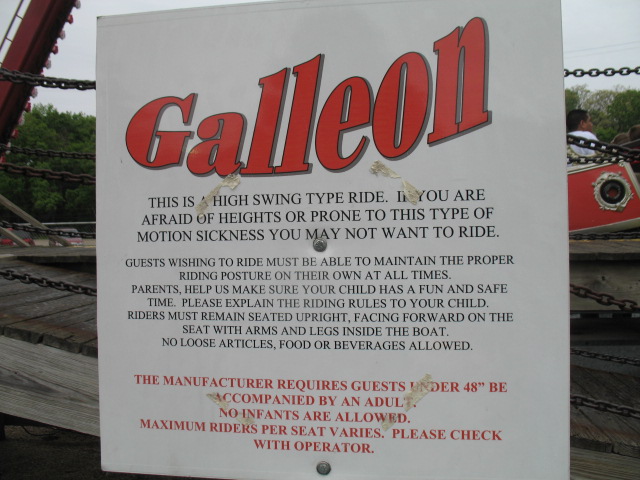 Galleon
THIS IS A HIGH SWING TYPE RIDE. IF YOU ARE
AFRAID OF HEIGHTS OR PRONE TO THIS TYPE OF
MOTION SICKNESS YOU MAY NOT WANT TO RIDE.
GUESTS WISHING TO RIDE MUST BE ABLE TO MAINTAIN THE PROPER
RIDING POSTURE ON THEIR OWN AT ALL TIMES.
PARENTS, HELP US MAKE SURE YOUR CHILD HAS A FUN AND SAFE
TIME. PLEASE EXPLAIN THE RIDING RULES TO YOUR CHILD.
RIDERS MUST REMAIN SEATED UPRIGHT, FACING FORWARD ON THE
SEAT WITH ARMS AND LEGS INSIDE THE BOAT.
NO LOOSE ARTICLES, FOOD OR BEVERAGES ALLOWED.
THE MANUFACTURER REQUIRES GUESTS UNDER 48” BE
ACCOMPANIED BY AN ADULT.
NO INFANTS ARE ALLOWED.
MAXIMUM RIDERS PER SEAT VARIES. PLEASE CHECK
WITH OPERATOR.